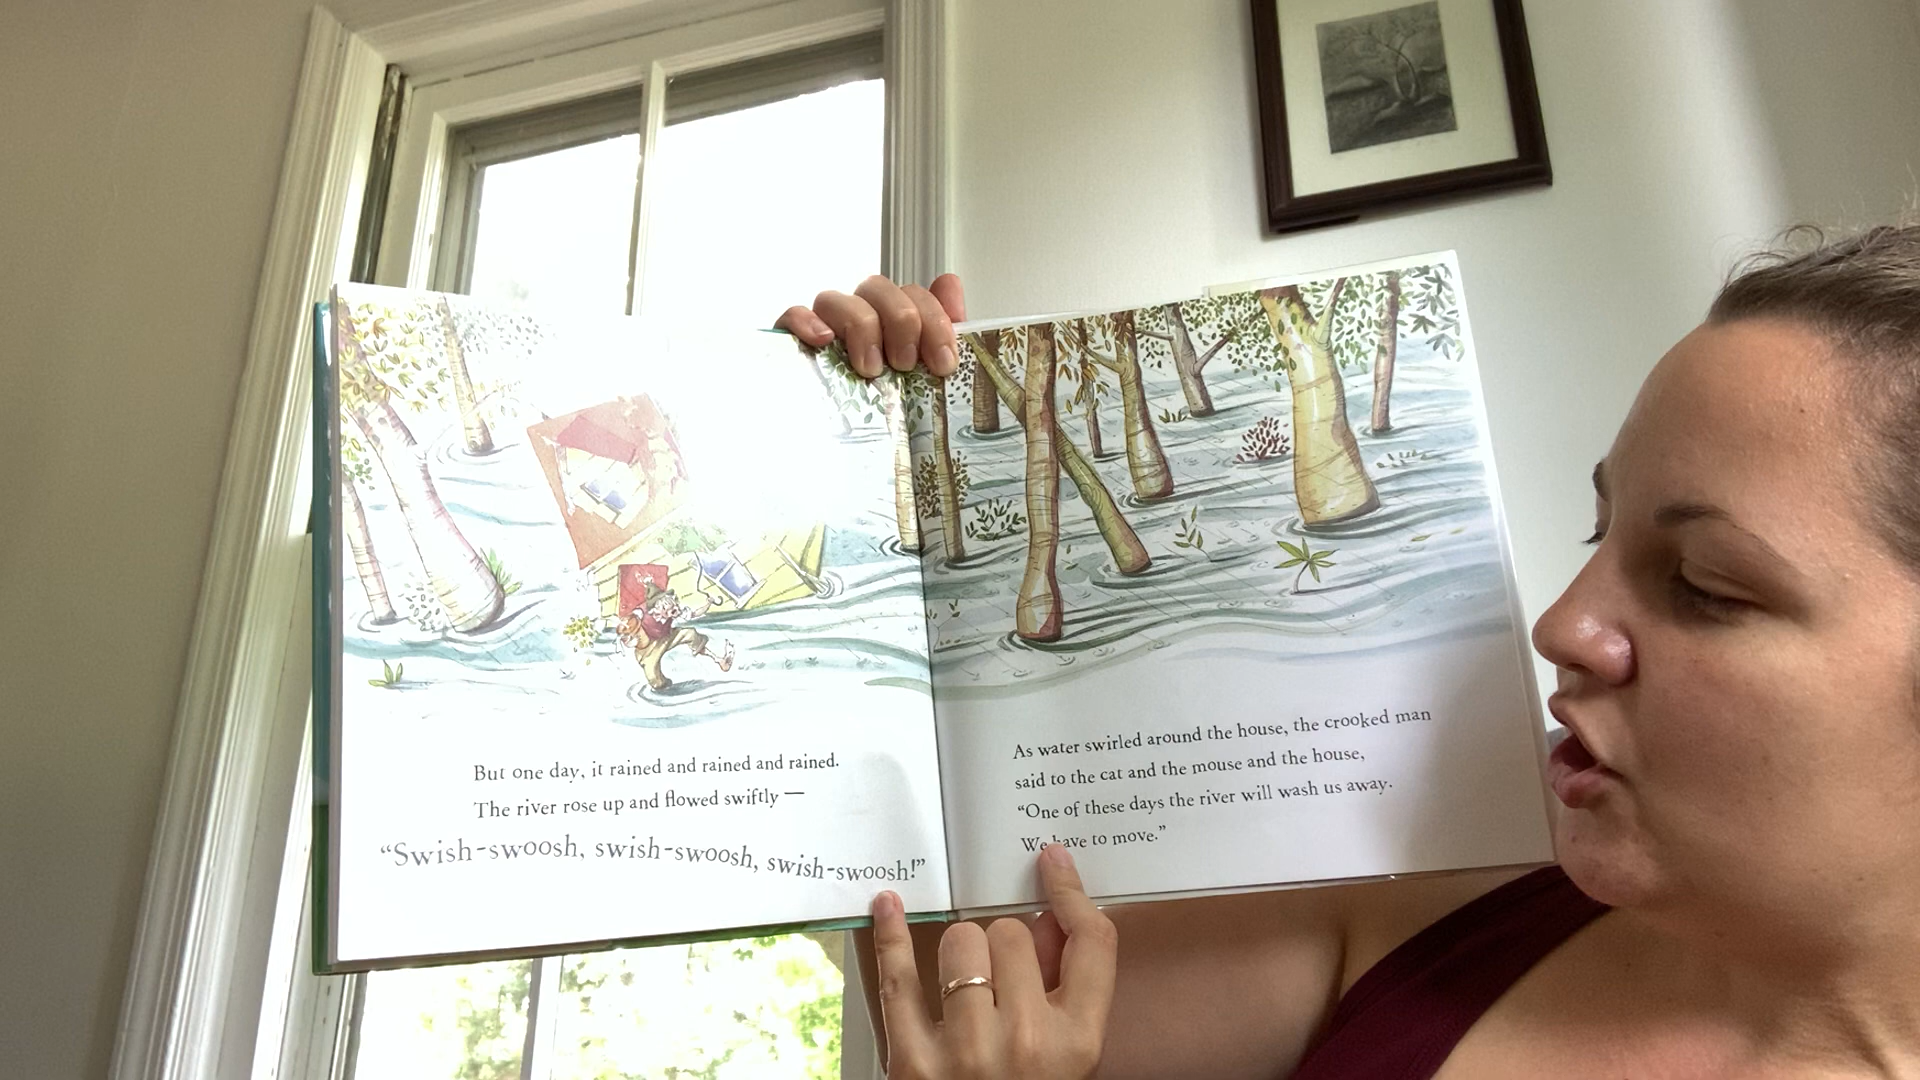 But one day, it rained and rained and rained.
The river rose up and flowed swiftly —
“Swish-swoosh, swish-swoosh, swish-swoosh!”
As water swirled around the house, the crooked man
said to the cat and the mouse and the house,
“One of these days the river will wash us away.
We have to move.”